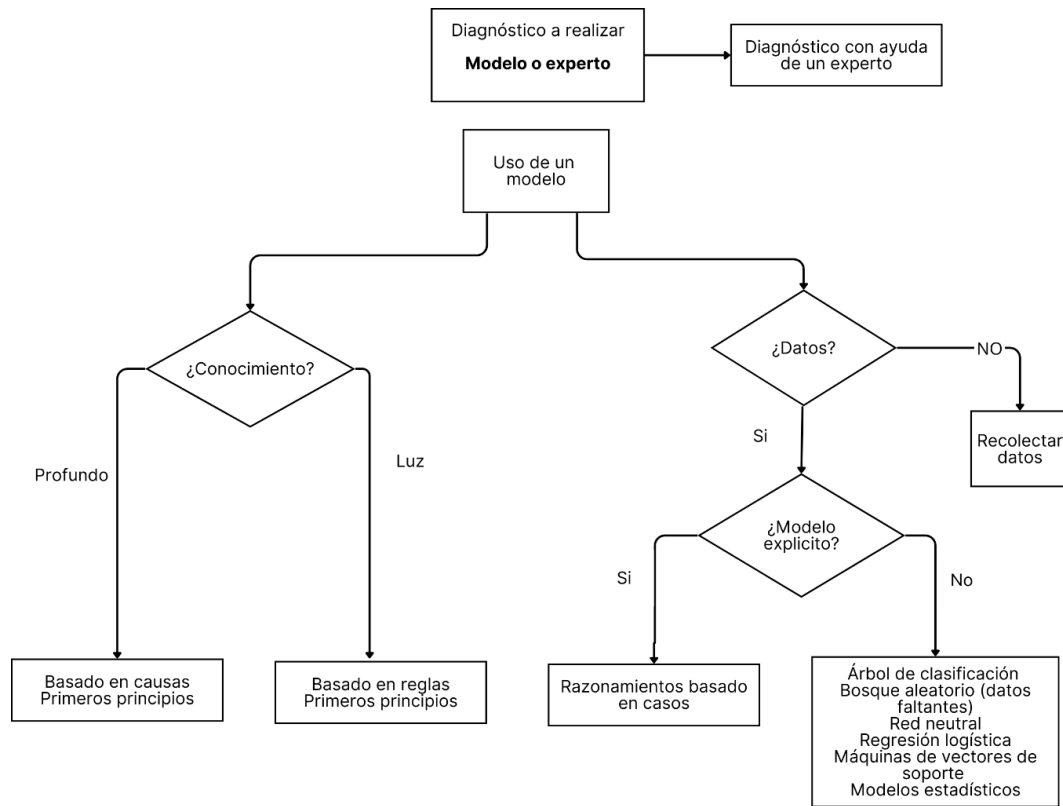 Diagnóstico a realizar
Modelo o experto
Diagnóstico con ayuda
de un experto
Uso de un
modelo
¿Conocimiento?
¿Datos?
NO
Recolectar
datos
Si
Profundo
Luz
¿Modelo
explicito?
Si
No
Basado en causas
Primeros principios
Basado en reglas
Primeros principios
Razonamientos basado
en casos
Árbol de clasificación
Bosque aleatorio (datos
faltantes)
Red neutral
Regresión logística
Máquinas de vectores de
soporte
Modelos estadísticos